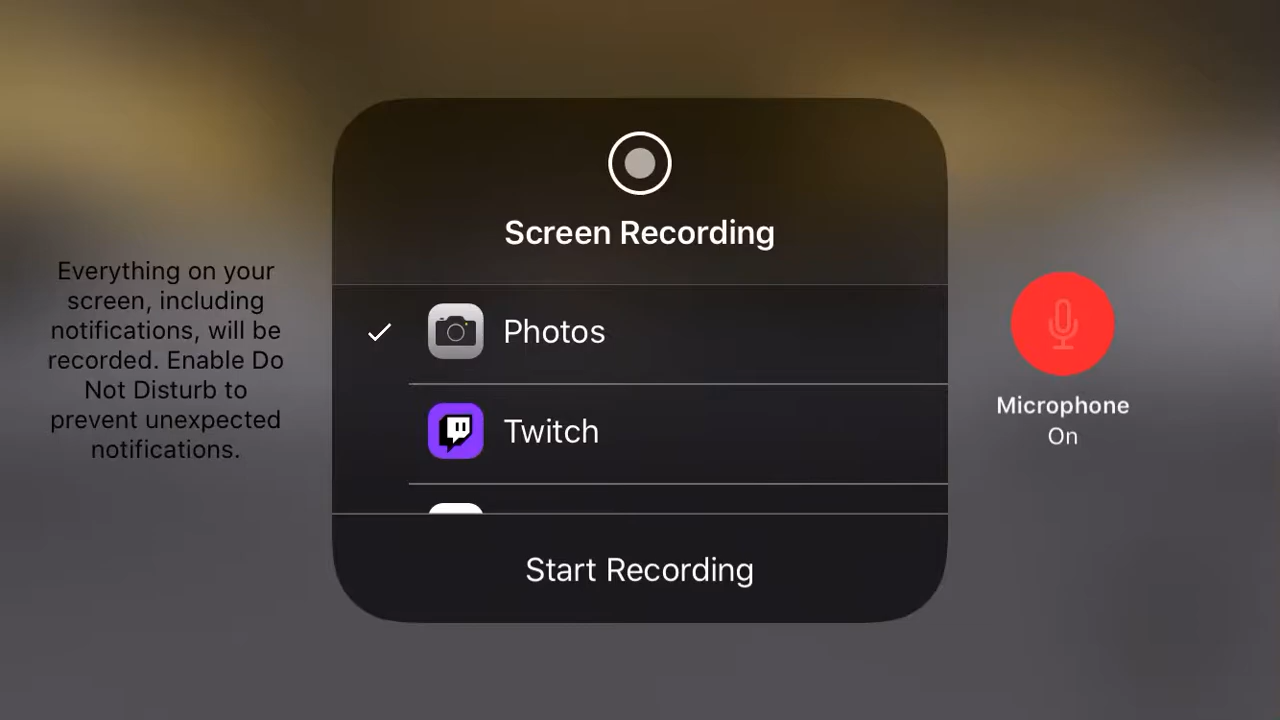 Everything on your
screen, including
notifications, will be
recorded. Enable Do
Not Disturb to
prevent unexpected
notifications.
Screen Recording
Photos
Twitch
Start Recording
Microphone
On